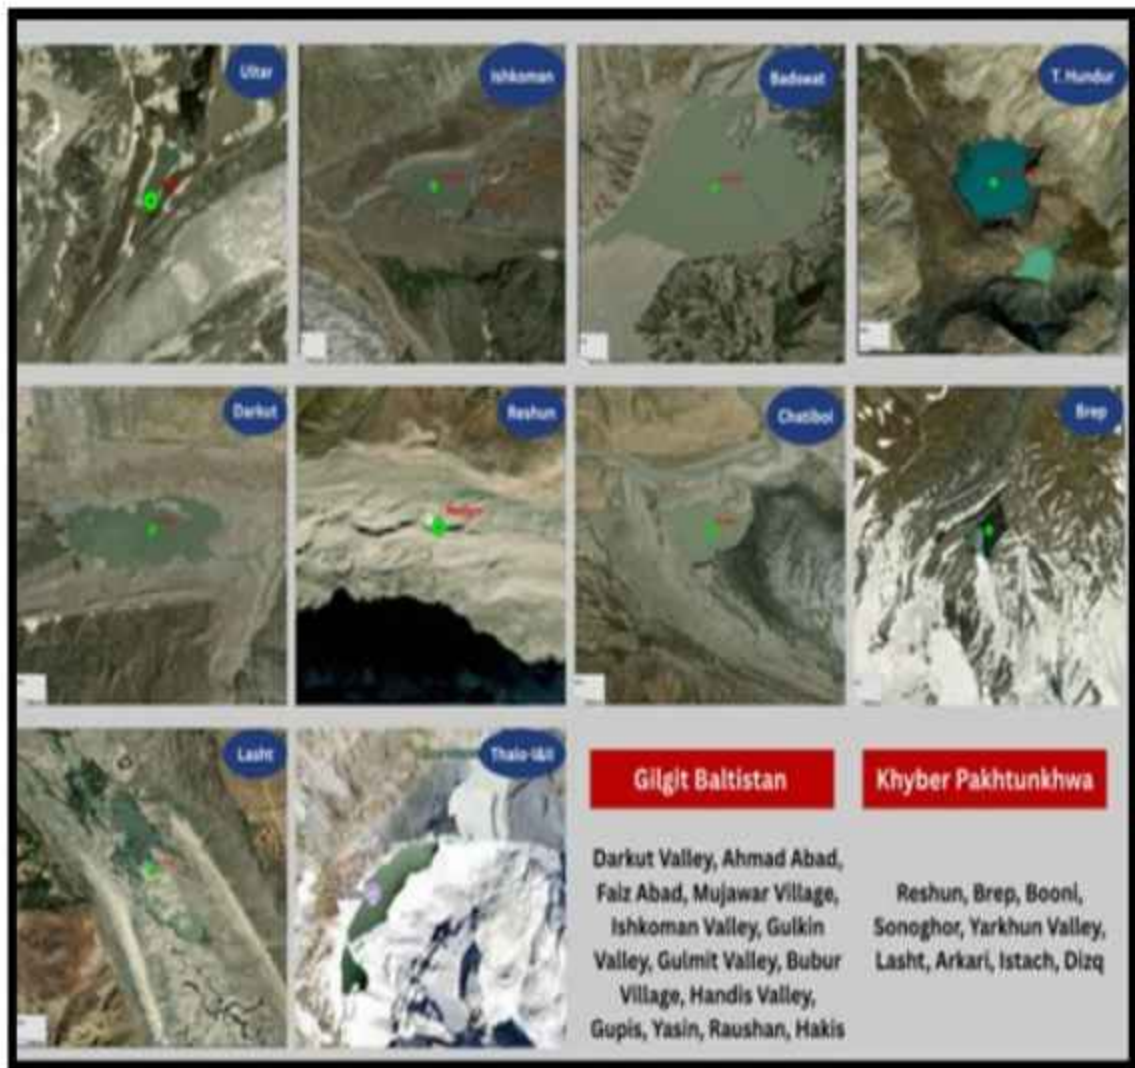 Ultar
Ishkoman
Badswat
T. Hundur
Darkut
Reshun
Chatiboi
Brep
Reshun
Lasht
Thalo-I&II
Gilgit Baltistan
Darkut Valley, Ahmad Abad,
Faiz Abad, Mujawar Village,
Ishkoman Valley, Gulkin
Valley, Gulmit Valley, Bubur
Village, Handis Valley,
Gupis, Yasin, Raushan, Hakis
Khyber Pakhtunkhwa
Reshun, Brep, Booni,
Sonoghor, Yarkhun Valley,
Lasht, Arkari, Istach, Dizq